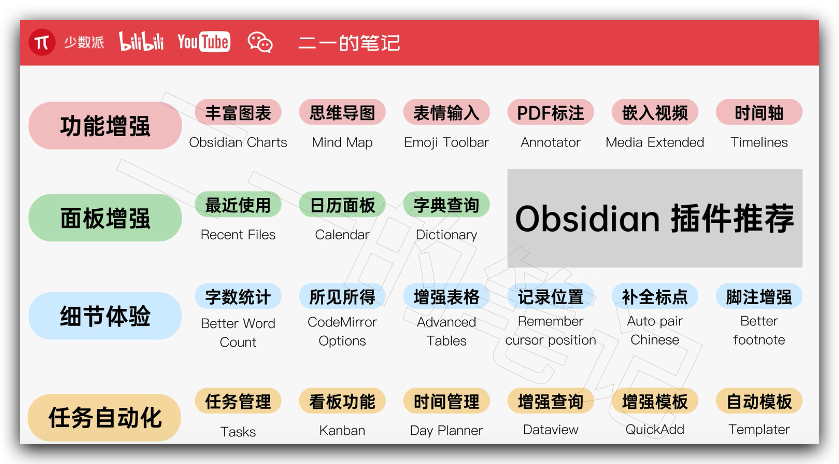 π 少数派 bilibili YouTube 二一的笔记
功能增强 丰富图表 思维导图 表情输入 PDF标注 嵌入视频 时间轴
Obsidian Charts Mind Map Emoji Toolbar Annotator Media Extended Timelines
面板增强 最近使用 日历面板 字典查询
Recent Files Calendar Dictionary
Obsidian 插件推荐
细节体验 字数统计 所见所得 增强表格 记录位置 补全标点 脚注增强
Better Word CodeMirror Advanced Remember Auto pair Better
Count Options Tables cursor position Chinese footnote
任务自动化 任务管理 看板功能 时间管理 增强查询 增强模板 自动模板
Tasks Kanban Day Planner Dataview QuickAdd Templater
二一的笔记